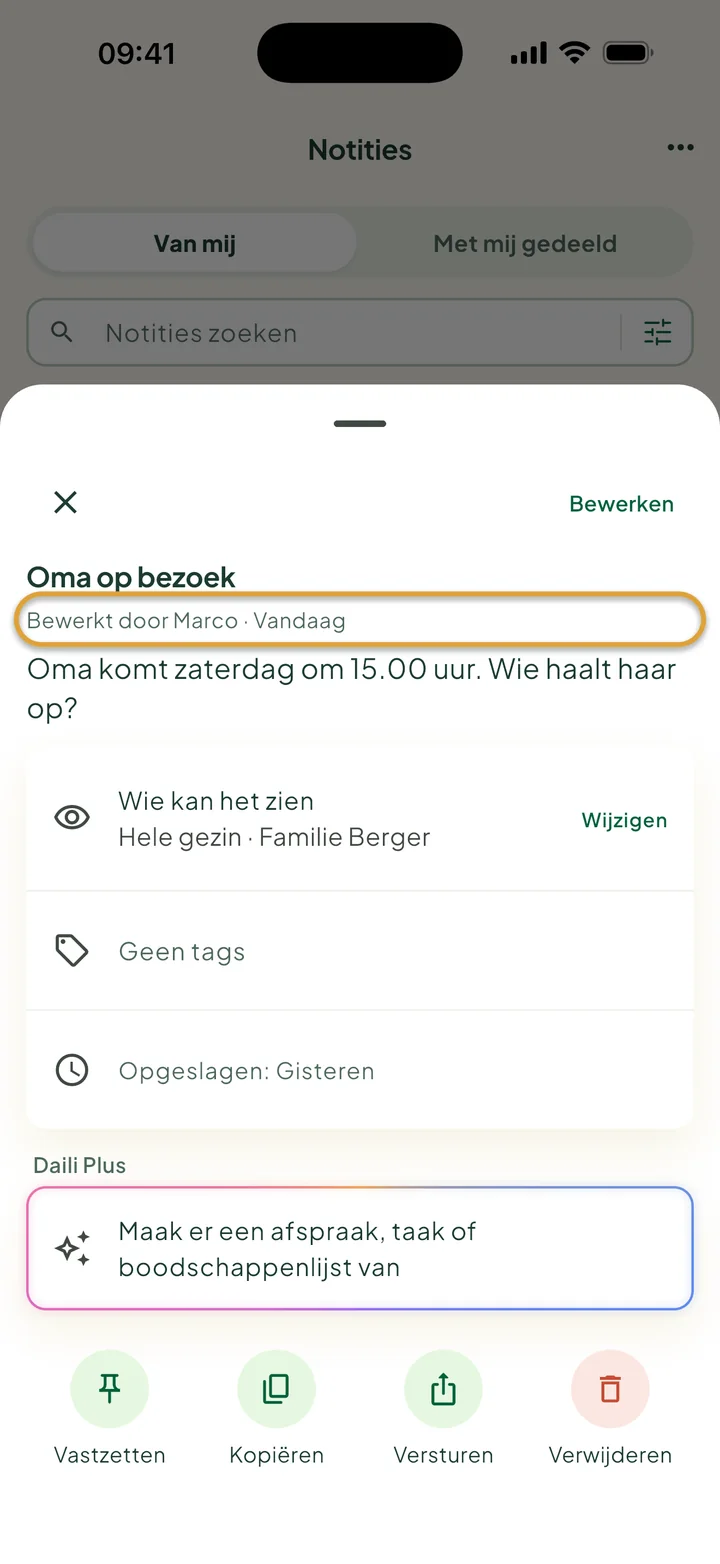 09:41
Notities
Van mij
Met mij gedeeld
Notities zoeken
Bewerken
Oma op bezoek
Bewerkt door Marco · Vandaag
Oma komt zaterdag om 15.00 uur. Wie haalt haar
op?
Wie kan het zien
Hele gezin · Familie Berger
Wijzigen
Geen tags
Opgeslagen: Gisteren
Daili Plus
Maak er een afspraak, taak of
boodschappenlijst van
Vastzetten
Kopiëren
Versturen
Verwijderen